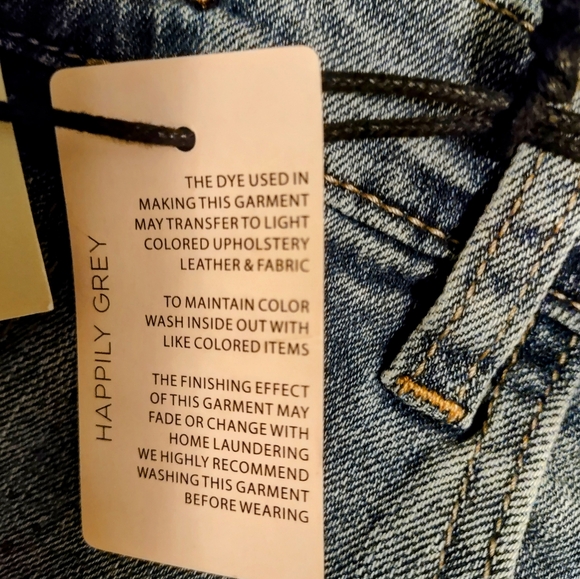 THE DYE USED IN
MAKING THIS GARMENT
MAY TRANSFER TO LIGHT
COLORED UPHOLSTERY
LEATHER & FABRIC
TO MAINTAIN COLOR
WASH INSIDE OUT WITH
LIKE COLORED ITEMS
THE FINISHING EFFECT
OF THIS GARMENT MAY
FADE OR CHANGE WITH
HOME LAUNDERING
WE HIGHLY RECOMMEND
WASHING THIS GARMENT
BEFORE WEARING
HAPPILY GREY